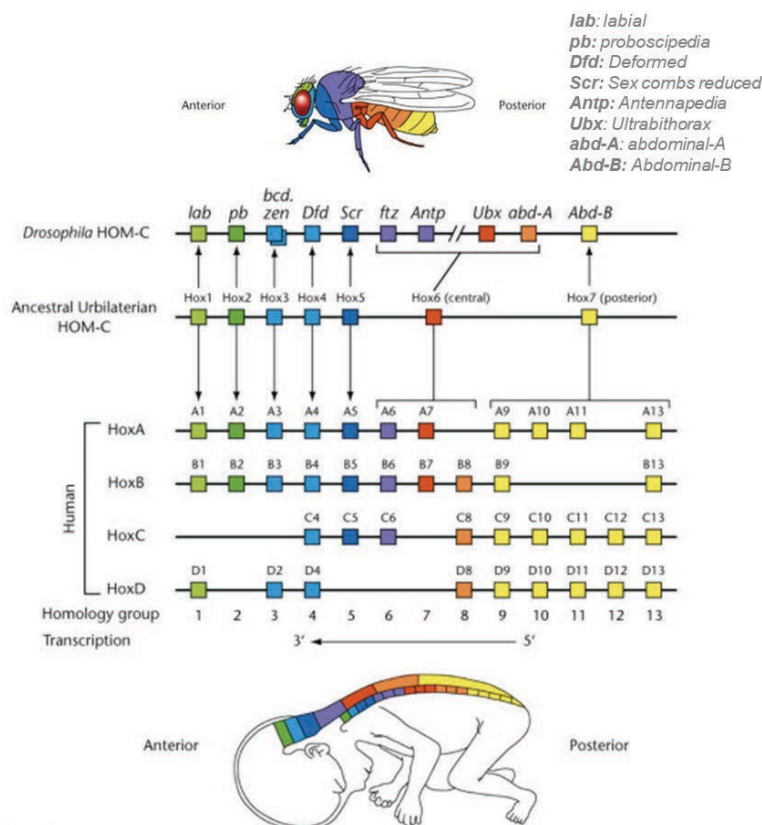 lab: labial
pb: proboscipedia
Dfd: Deformed
Scr: Sex combs reduced
Antp: Antennapedia
Ubx: Ultrabithorax
abd-A: abdominal-A
Abd-B: Abdominal-B
Anterior
Posterior
bcd.
lab pb zen Dfd Scr ftz Antp Ubx abd-A Abd-B
Drosophila HOM-C
Hox1 Hox2 Hox3 Hox4 Hox5 Hox6 (central) Hox7 (posterior)
Ancestral Urbilaterian
HOM-C
A1 A2 A3 A4 A5 A6 A7 A9 A10 A11 A13
HoxA
B1 B2 B3 B4 B5 B6 B7 B8 B9 B13
HoxB
Human
C4 C5 C6 C8 C9 C10 C11 C12 C13
HoxC
D1 D2 D4 D8 D9 D10 D11 D12 D13
HoxD
Homology group 1 2 3 4 5 6 7 8 9 10 11 12 13
Transcription 3' 5'
Anterior
Posterior